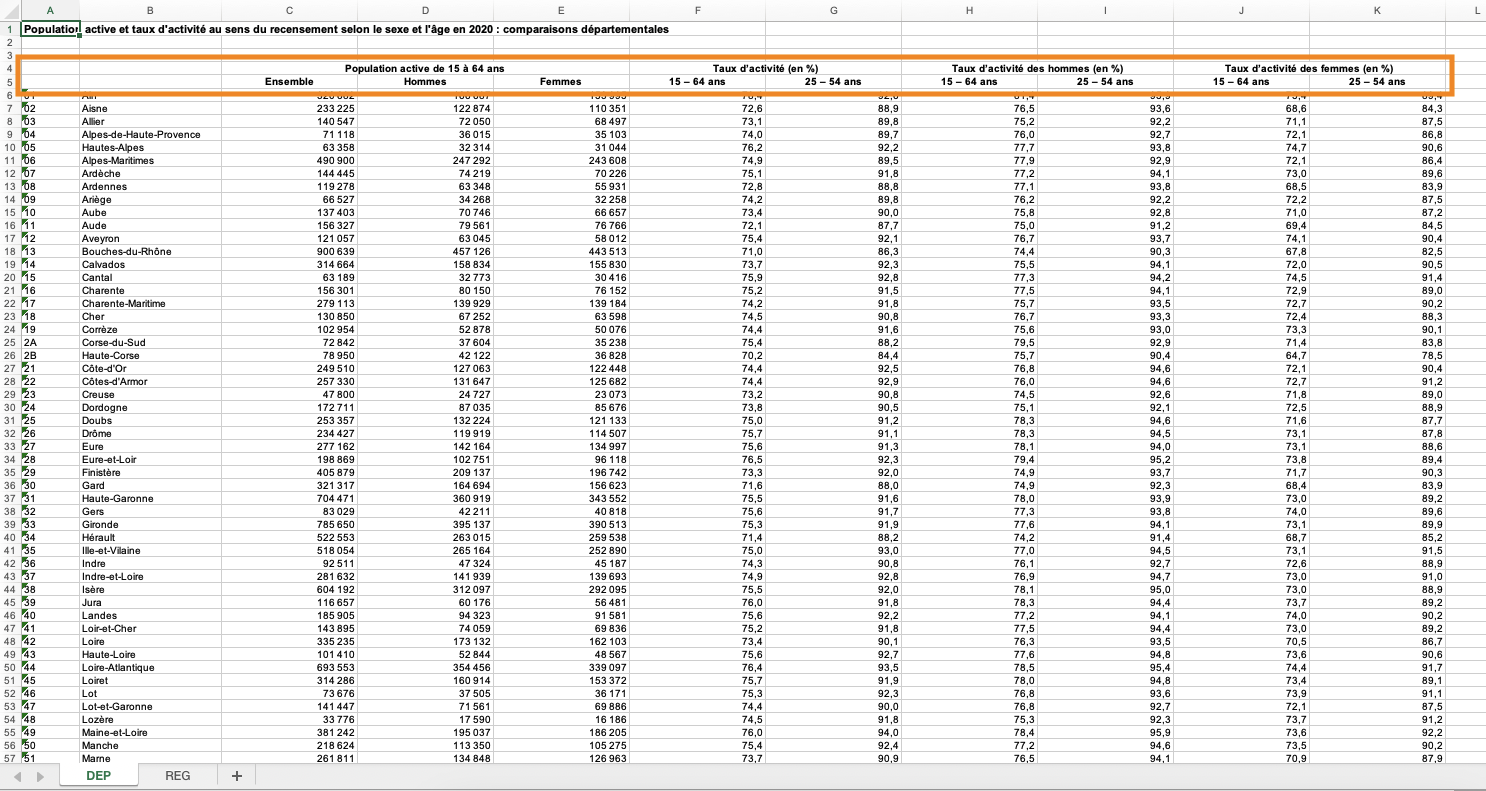 A B C D E F G H I J K L
1 Population active et taux d'activité au sens du recensement selon le sexe et l'âge en 2020 : comparaisons départementales
2
3
4 Population active de 15 à 64 ans Taux d'activité (en %) Taux d'activité des hommes (en %) Taux d'activité des femmes (en %)
5 Ensemble Hommes Femmes 15 – 64 ans 25 – 54 ans 15 – 64 ans 25 – 54 ans 15 – 64 ans 25 – 54 ans
6 01 Ain
7 02 Aisne 233 225 122 874 110 351 72,6 88,9 76,5 93,6 68,6 84,3
8 03 Allier 140 547 72 050 68 497 73,1 89,8 75,2 92,2 71,1 87,5
9 04 Alpes-de-Haute-Provence 71 118 36 015 35 103 74,0 89,7 76,0 92,7 72,1 86,8
10 05 Hautes-Alpes 63 358 32 314 31 044 76,2 92,2 77,7 93,8 74,7 90,6
11 06 Alpes-Maritimes 490 900 247 292 243 608 74,9 89,5 77,9 92,9 72,1 86,4
12 07 Ardèche 144 445 74 219 70 226 75,1 91,8 77,2 94,1 73,0 89,6
13 08 Ardennes 119 278 63 348 55 931 72,8 88,8 77,1 93,8 68,5 83,9
14 09 Ariège 66 527 34 268 32 258 74,2 89,8 76,2 92,2 72,2 87,5
15 10 Aube 137 403 70 746 66 657 73,4 90,0 75,8 92,8 71,0 87,2
16 11 Aude 156 327 79 561 76 766 72,1 87,7 75,0 91,2 69,4 84,5
17 12 Aveyron 121 057 63 045 58 012 75,4 92,1 76,7 93,7 74,1 90,4
18 13 Bouches-du-Rhône 900 639 457 126 443 513 71,0 86,3 74,4 90,3 67,8 82,5
19 14 Calvados 314 664 158 834 155 830 73,7 92,3 75,5 94,1 72,0 90,5
20 15 Cantal 63 189 32 773 30 416 75,9 92,8 77,3 94,2 74,5 91,4
21 16 Charente 156 301 80 150 76 152 75,2 91,5 77,5 94,1 72,9 89,0
22 17 Charente-Maritime 279 113 139 929 139 184 74,2 91,8 75,7 93,5 72,7 90,2
23 18 Cher 130 850 67 252 63 598 74,5 90,8 76,7 93,3 72,4 88,3
24 19 Corrèze 102 954 52 878 50 076 74,4 91,6 75,6 93,0 73,3 90,1
25 2A Corse-du-Sud 72 842 37 604 35 238 75,4 88,2 79,5 92,9 71,4 83,8
26 2B Haute-Corse 78 950 42 122 36 828 70,2 84,4 75,7 90,4 64,7 78,5
27 21 Côte-d'Or 249 510 127 063 122 448 74,4 92,5 76,8 94,6 72,1 90,4
28 22 Côtes-d'Armor 257 330 131 647 125 682 74,4 92,9 76,0 94,6 72,7 91,2
29 23 Creuse 47 800 24 727 23 073 73,2 90,8 74,5 92,6 71,8 89,0
30 24 Dordogne 172 711 87 035 85 676 73,8 90,5 75,1 92,1 72,5 88,9
31 25 Doubs 253 357 132 224 121 133 75,0 91,2 78,3 94,6 71,6 87,7
32 26 Drôme 234 427 119 919 114 507 75,7 91,1 78,3 94,5 73,1 87,8
33 27 Eure 277 162 142 164 134 997 75,6 91,3 78,1 94,0 73,1 88,6
34 28 Eure-et-Loir 198 869 102 751 96 118 76,5 92,3 79,4 95,2 73,8 89,4
35 29 Finistère 405 879 209 137 196 742 73,3 92,0 74,9 93,7 71,7 90,3
36 30 Gard 321 317 164 694 156 623 71,6 88,0 74,9 92,3 68,4 83,9
37 31 Haute-Garonne 704 471 360 919 343 552 75,5 91,6 78,0 93,9 73,0 89,2
38 32 Gers 83 029 42 211 40 818 75,6 91,7 77,3 93,8 74,0 89,6
39 33 Gironde 785 650 395 137 390 513 75,3 91,9 77,6 94,1 73,1 89,9
40 34 Hérault 522 553 263 015 259 538 71,4 88,2 74,2 91,4 68,7 85,2
41 35 Ille-et-Vilaine 518 054 265 164 252 890 75,0 93,0 77,0 94,5 73,1 91,5
42 36 Indre 92 511 47 324 45 187 74,3 90,8 76,1 92,7 72,6 88,9
43 37 Indre-et-Loire 281 632 141 939 139 693 74,9 92,8 76,9 94,7 73,0 91,0
44 38 Isère 604 192 312 097 292 095 75,5 92,0 78,1 95,0 73,0 88,9
45 39 Jura 116 657 60 176 56 481 76,0 91,8 78,3 94,4 73,7 89,2
46 40 Landes 185 905 94 323 91 581 75,6 92,2 77,2 94,1 74,0 90,2
47 41 Loir-et-Cher 143 895 74 059 69 836 75,2 91,8 77,5 94,4 73,0 89,2
48 42 Loire 335 235 173 132 162 103 73,4 90,1 76,3 93,5 70,5 86,7
49 43 Haute-Loire 101 410 52 844 48 567 75,6 92,7 77,6 94,8 73,6 90,6
50 44 Loire-Atlantique 693 553 354 456 339 097 76,4 93,5 78,5 95,4 74,4 91,7
51 45 Loiret 314 286 160 914 153 372 75,7 91,9 78,0 94,8 73,4 89,1
52 46 Lot 73 676 37 505 36 171 75,3 92,3 76,8 93,6 73,9 91,1
53 47 Lot-et-Garonne 141 447 71 561 69 886 74,4 90,0 76,8 92,7 72,1 87,5
54 48 Lozère 33 776 17 590 16 186 74,5 91,8 75,3 92,3 73,7 91,2
55 49 Maine-et-Loire 381 242 195 037 186 205 76,0 94,0 78,4 95,9 73,6 92,2
56 50 Manche 218 624 113 350 105 275 75,4 92,4 77,2 94,6 73,5 90,2
57 51 Marne 261 811 134 848 126 963 73,7 90,9 76,5 94,1 70,9 87,9
DEP REG +